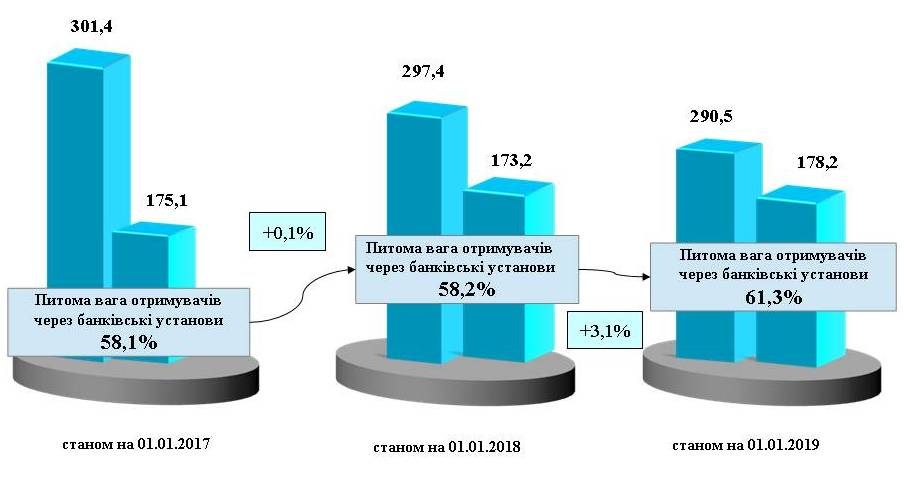 301,4
175,1
Питома вага отримувачів
через банківські установи
58,1%
станом на 01.01.2017
+0,1%
297,4
173,2
Питома вага отримувачів
через банківські установи
58,2%
станом на 01.01.2018
+3,1%
290,5
178,2
Питома вага отримувачів
через банківські установи
61,3%
станом на 01.01.2019